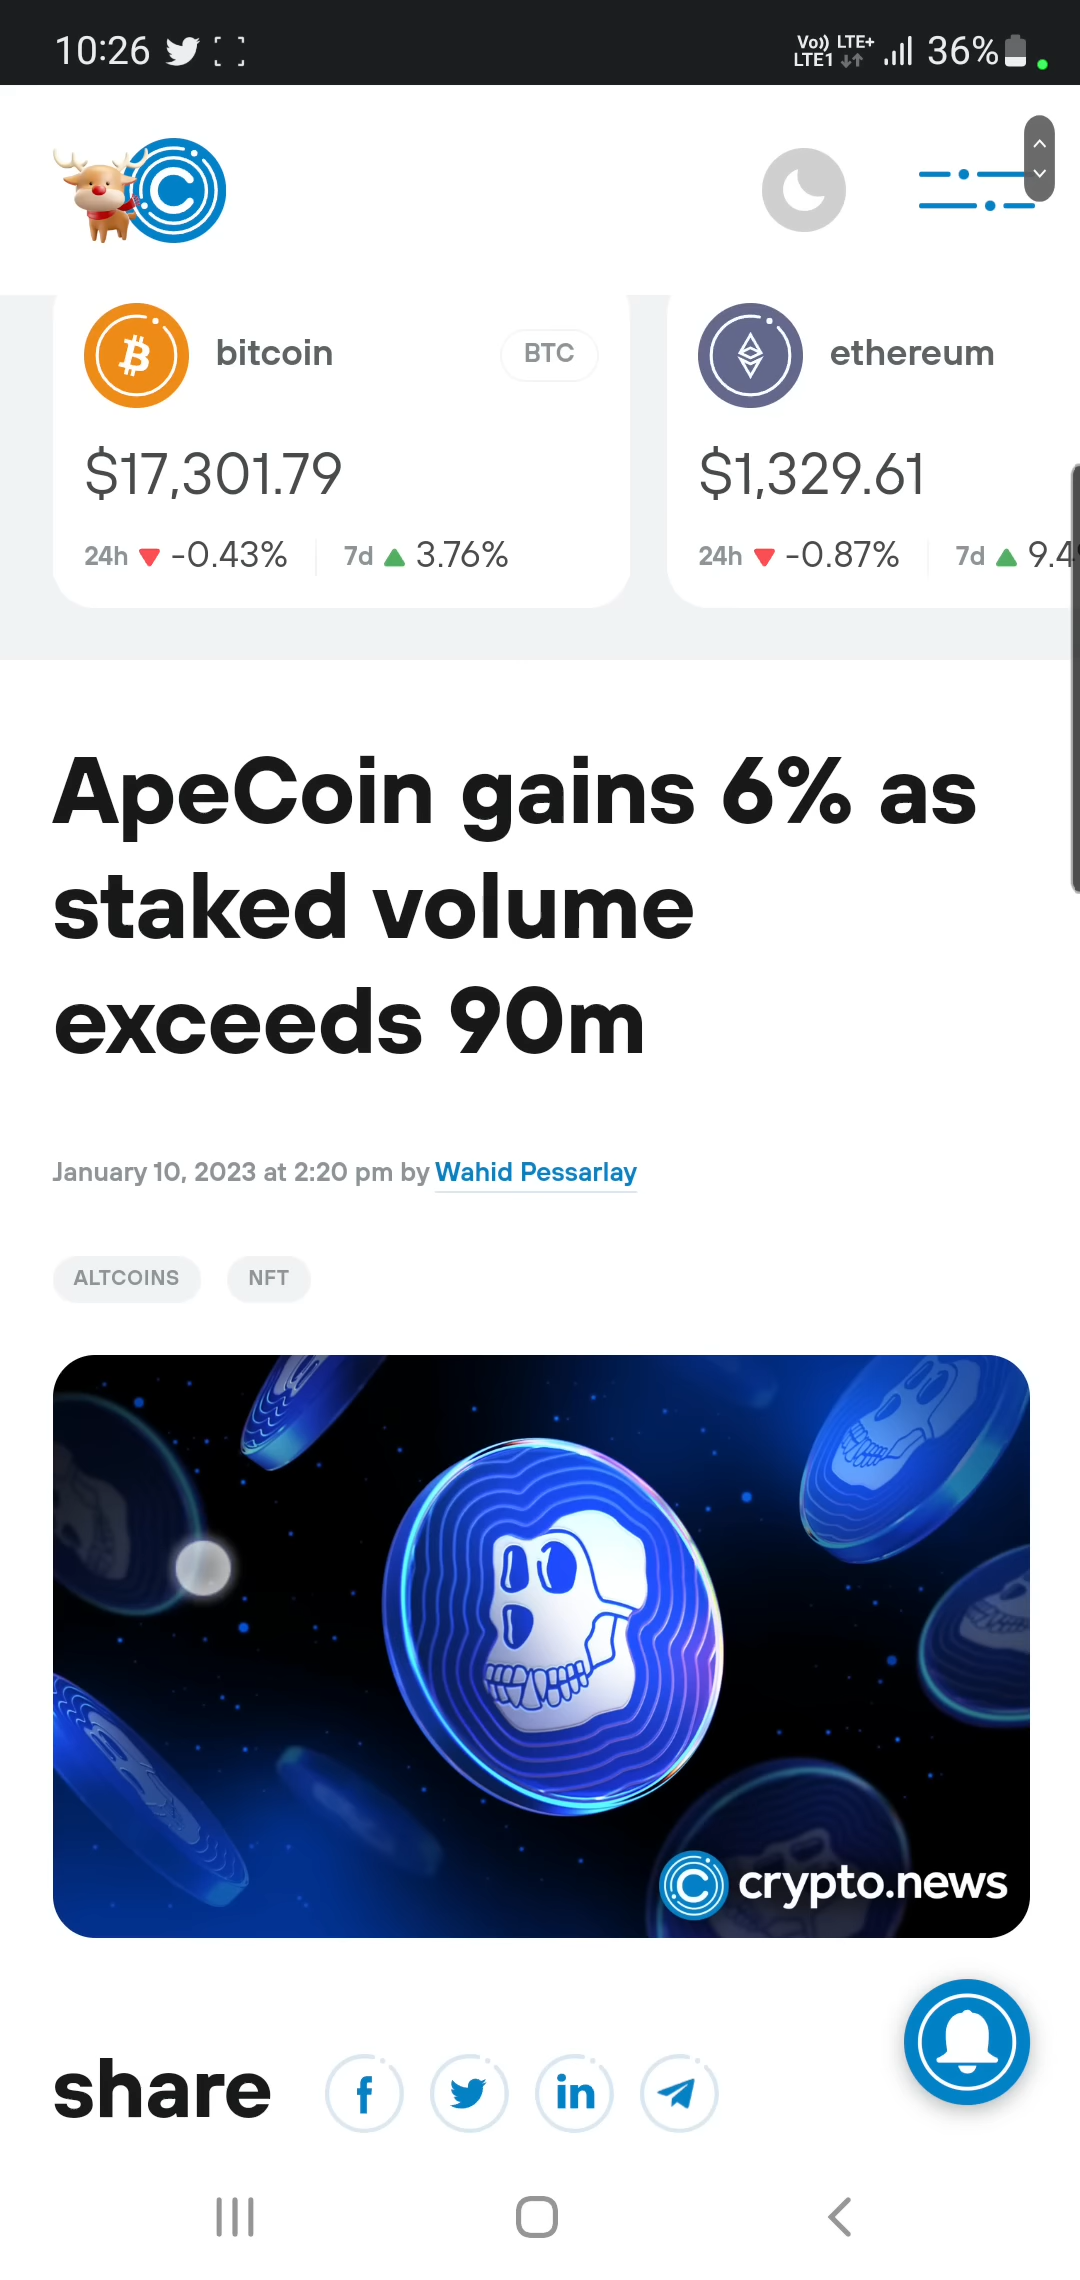 10:26
Vo)) LTE+
LTE1
36%
bitcoin
BTC
ethereum
$17,301.79
$1,329.61
24h -0.43% 7d 3.76%
24h -0.87% 7d 9.4
ApeCoin gains 6% as
staked volume
exceeds 90m
January 10, 2023 at 2:20 pm by Wahid Pessarlay
ALTCOINS
NFT
crypto.news
share